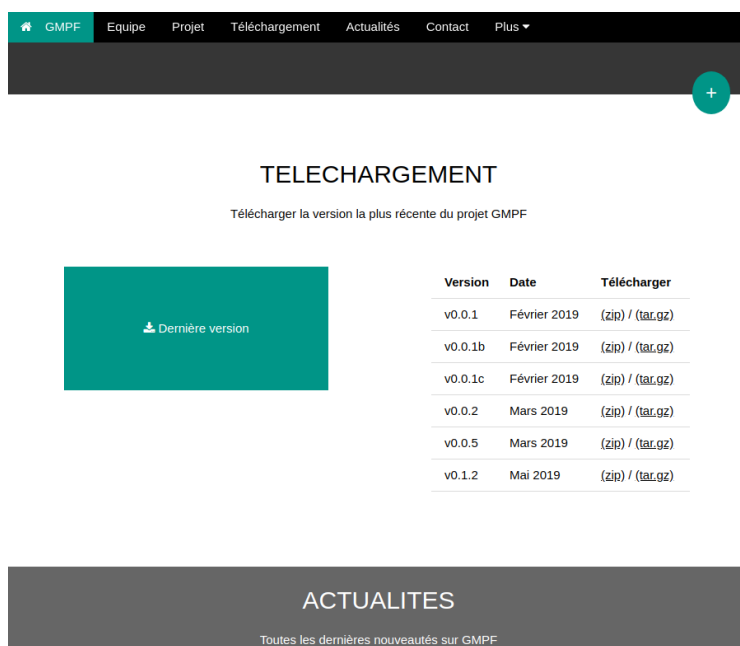 GMPF Equipe Projet Téléchargement Actualités Contact Plus
+
TELECHARGEMENT
Télécharger la version la plus récente du projet GMPF
Dernière version
Version Date Télécharger
v0.0.1 Février 2019 (zip) / (tar.gz)
v0.0.1b Février 2019 (zip) / (tar.gz)
v0.0.1c Février 2019 (zip) / (tar.gz)
v0.0.2 Mars 2019 (zip) / (tar.gz)
v0.0.5 Mars 2019 (zip) / (tar.gz)
v0.1.2 Mai 2019 (zip) / (tar.gz)
ACTUALITES
Toutes les dernières nouveautés sur GMPF